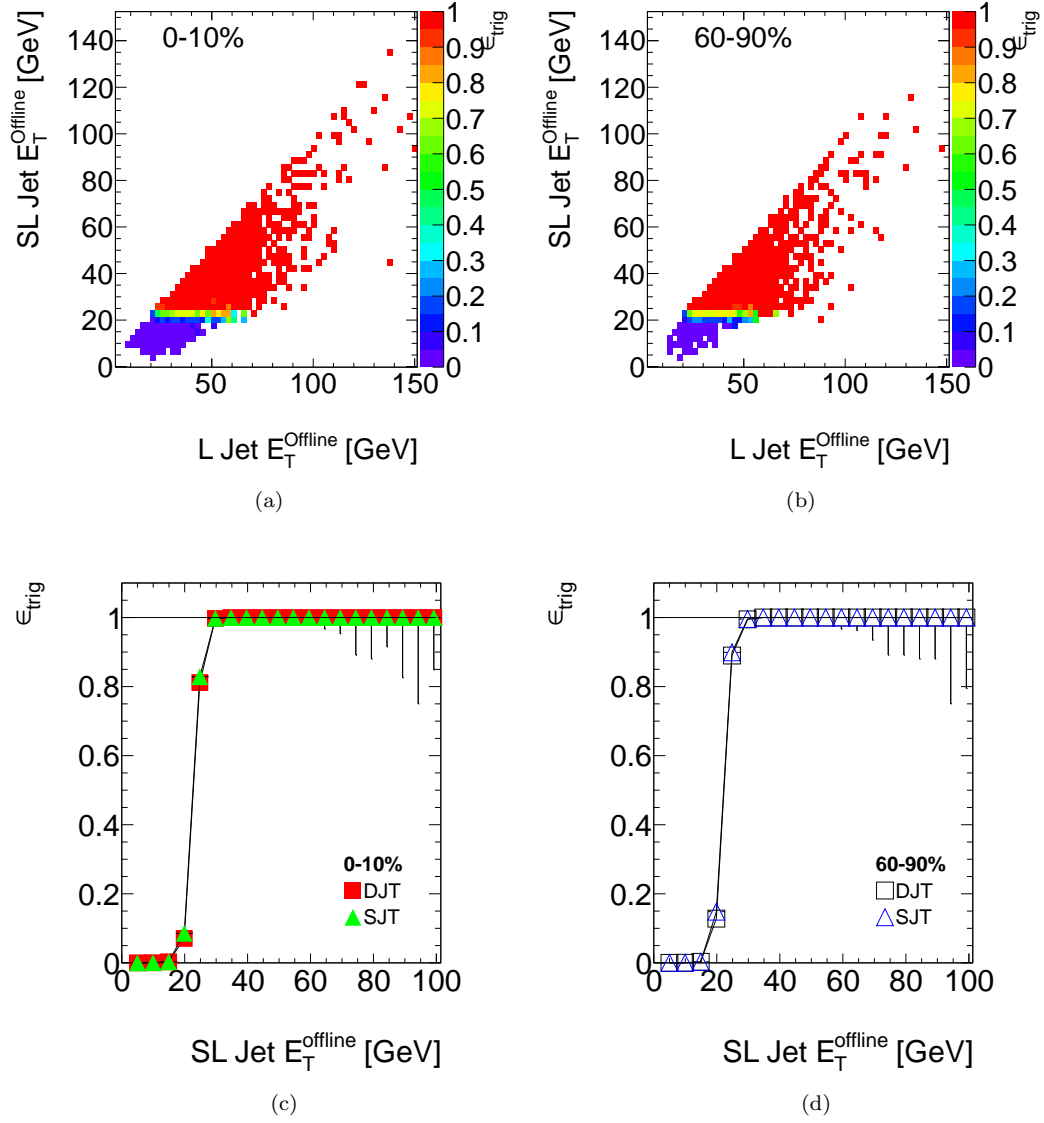 0-10%
SL Jet E_T^Offline [GeV]
140
120
100
80
60
40
20
0
50 100 150
L Jet E_T^Offline [GeV]
∈trig
1
0.9
0.8
0.7
0.6
0.5
0.4
0.3
0.2
0.1
0
(a)
60-90%
SL Jet E_T^Offline [GeV]
140
120
100
80
60
40
20
0
50 100 150
L Jet E_T^Offline [GeV]
∈trig
1
0.9
0.8
0.7
0.6
0.5
0.4
0.3
0.2
0.1
0
(b)
∈trig
1
0.8
0.6
0.4
0.2
0
0-10%
DJT
SJT
0 20 40 60 80 100
SL Jet E_T^offline [GeV]
(c)
∈trig
1
0.8
0.6
0.4
0.2
0
60-90%
DJT
SJT
0 20 40 60 80 100
SL Jet E_T^offline [GeV]
(d)